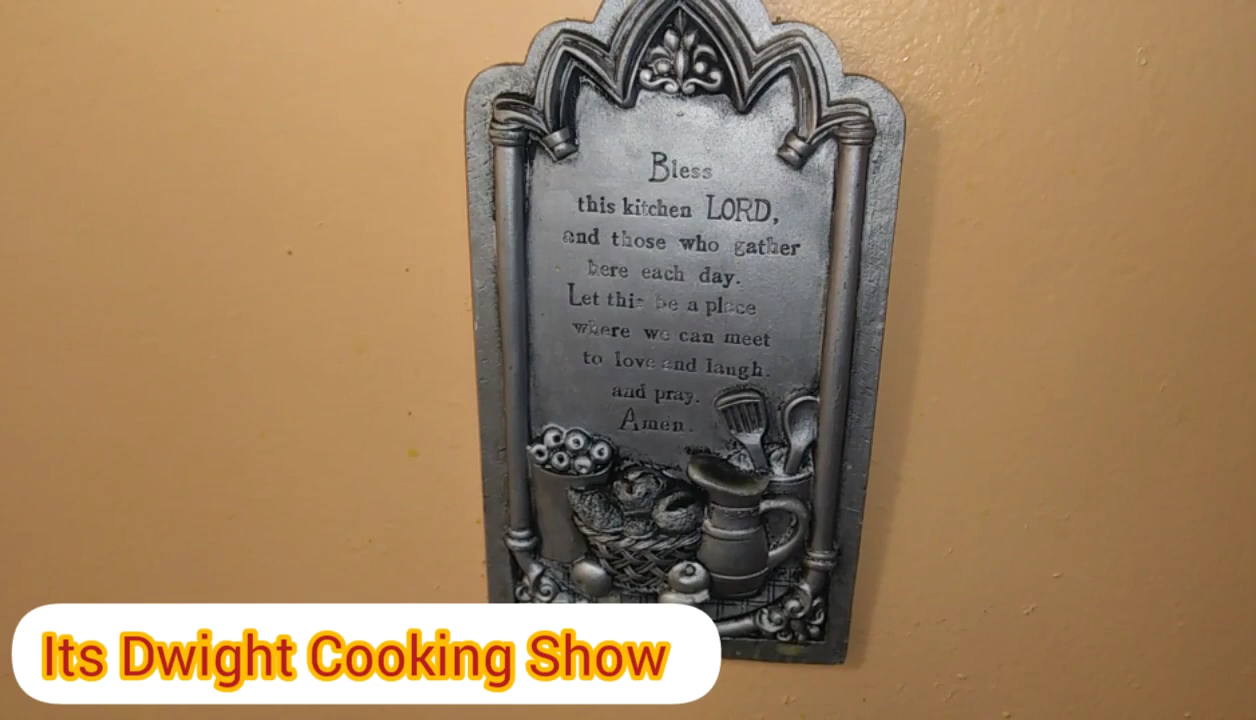 Bless
this kitchen LORD,
and those who gather
here each day.
Let this be a place
where we can meet
to love and laugh.
and pray.
Amen.
Its Dwight Cooking Show